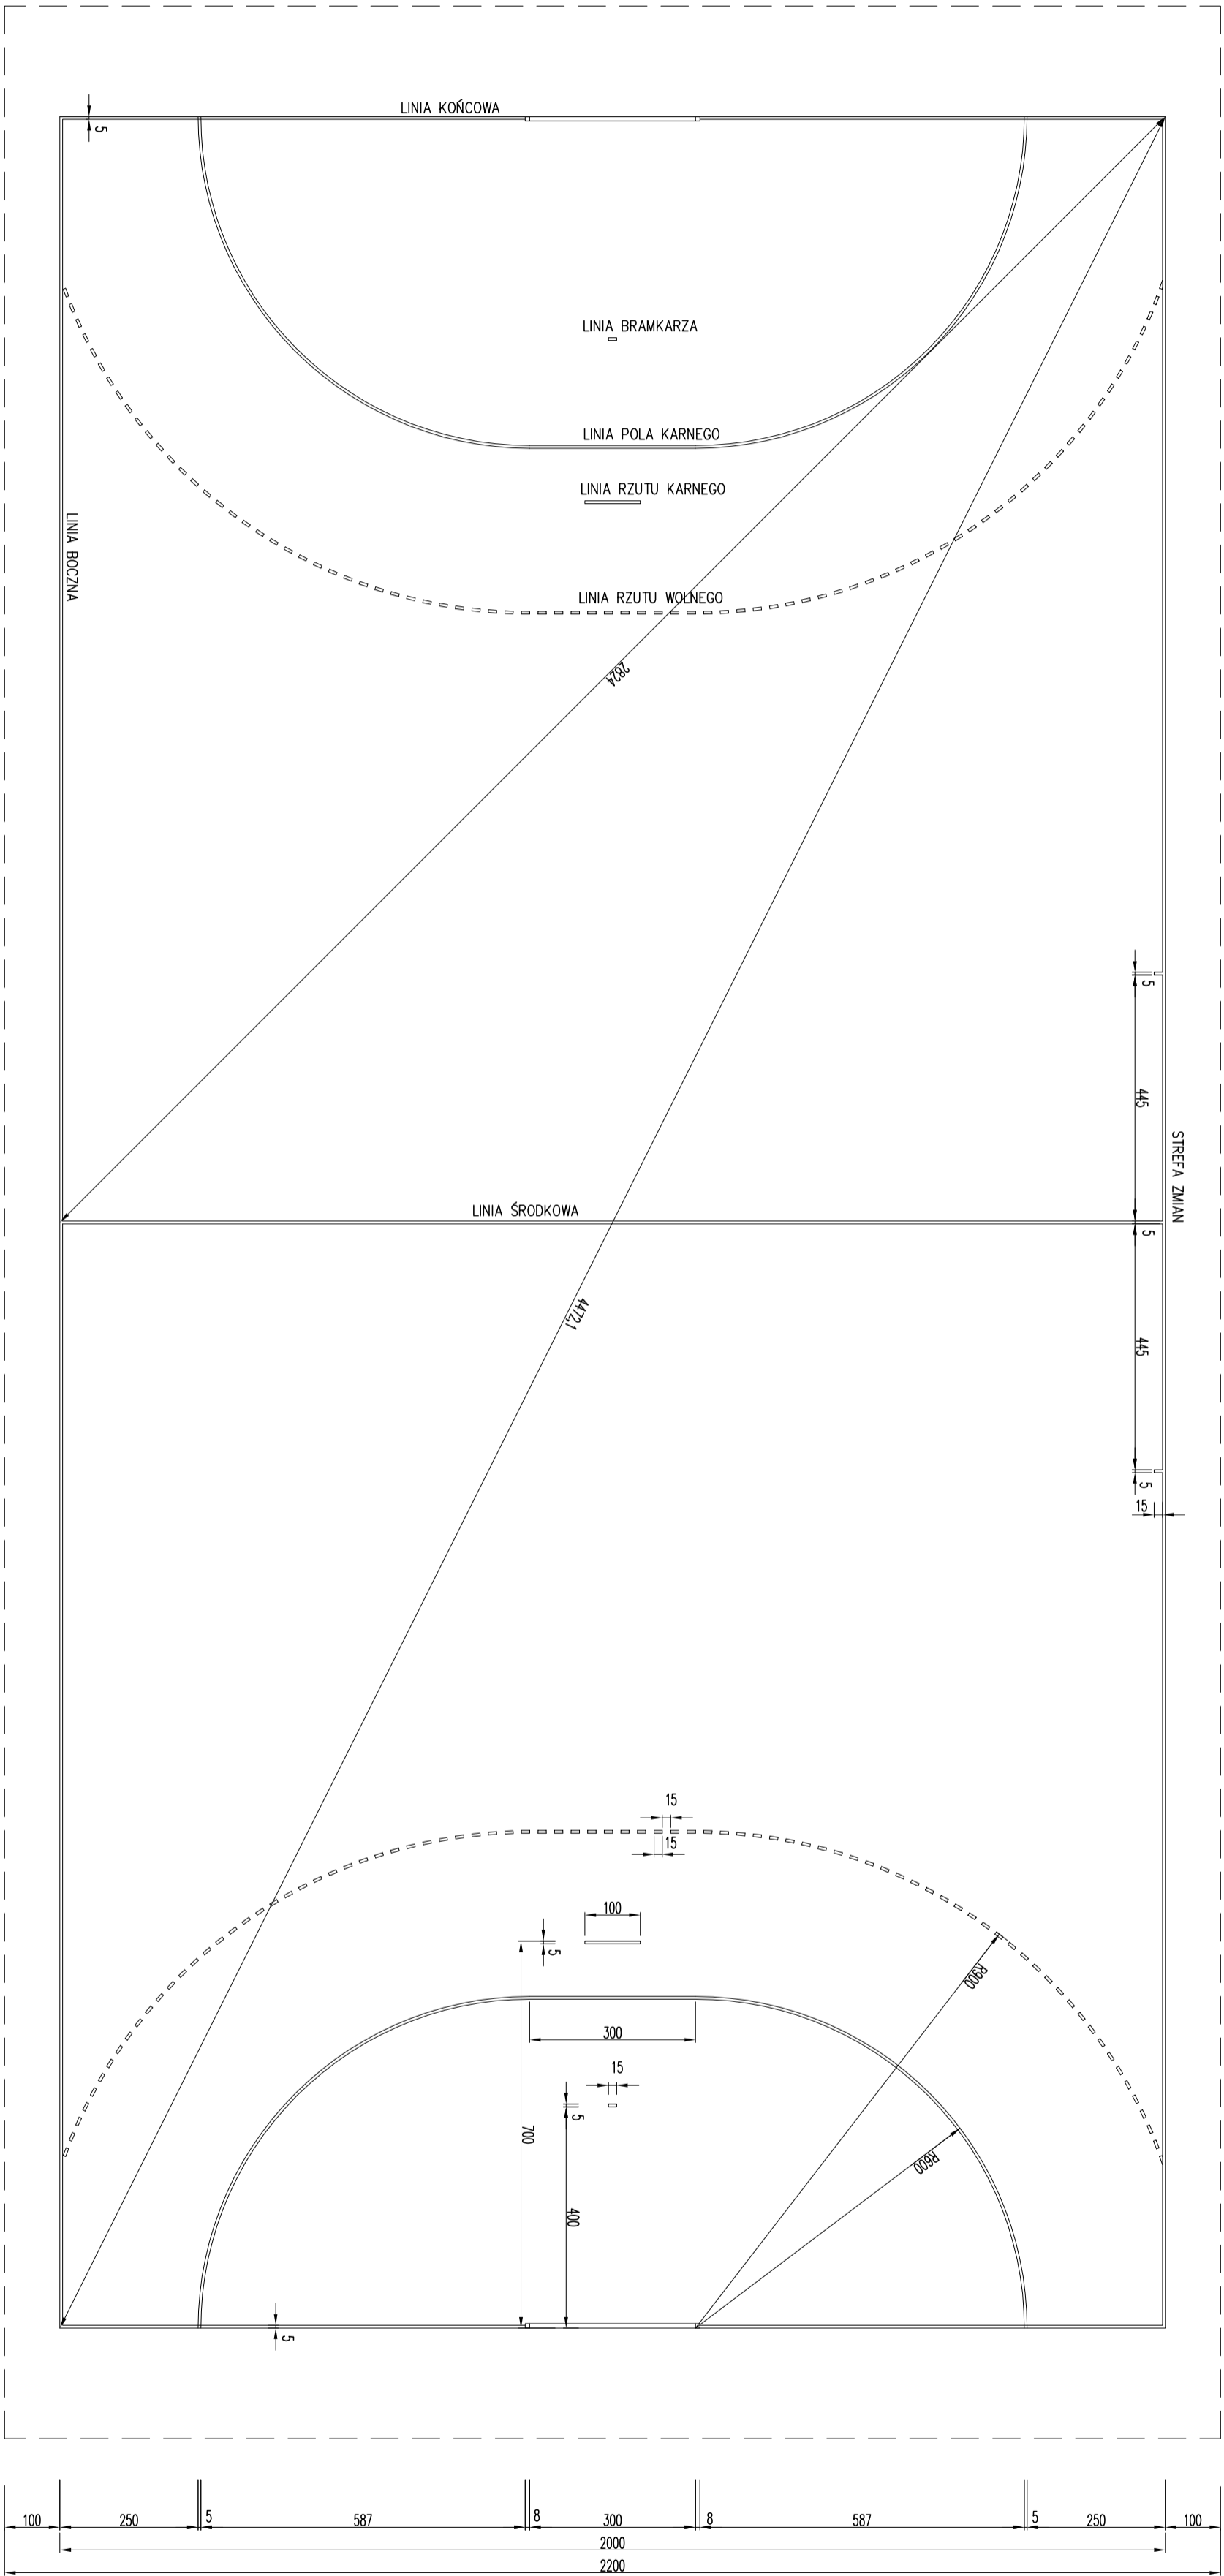 LINIA KOŃCOWA
5
LINIA BRAMKARZA
LINIA POLA KARNEGO
LINIA RZUTU KARNEGO
LINIA BOCZNA
LINIA RZUTU WOLNEGO
2824
5
445
STREFA ZMIAN
LINIA ŚRODKOWA
5
4472,1
445
5
15
15
15
100
5
R900
300
15
5
700
R600
400
5
100 250 5 587 8 300 8 587 5 250 100
2000
2200